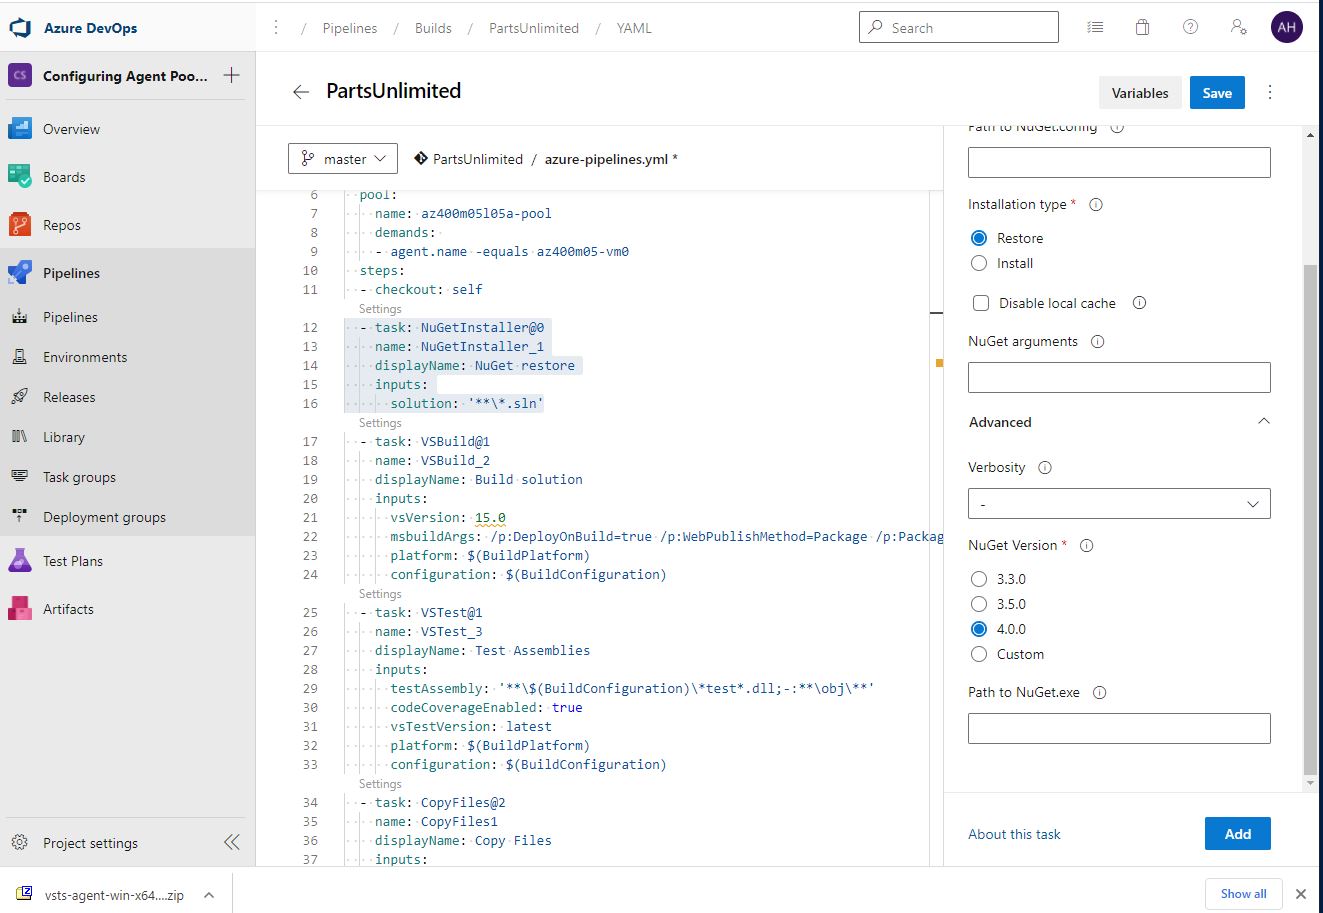 Azure DevOps
/ Pipelines / Builds / PartsUnlimited / YAML
Search
AH
CS Configuring Agent Poo...
PartsUnlimited
Variables
Save
Overview
Boards
Repos
Pipelines
Pipelines
Environments
Releases
Library
Task groups
Deployment groups
Test Plans
Artifacts
Project settings
master
PartsUnlimited / azure-pipelines.yml *
6 pool:
7 name: az400m05l05a-pool
8 demands:
9 - agent.name -equals az400m05-vm0
10 steps:
11 - checkout: self
Settings
12 - task: NuGetInstaller@0
13 name: NuGetInstaller_1
14 displayName: NuGet restore
15 inputs:
16 solution: '**\*.sln'
Settings
17 - task: VSBuild@1
18 name: VSBuild_2
19 displayName: Build solution
20 inputs:
21 vsVersion: 15.0
22 msbuildArgs: /p:DeployOnBuild=true /p:WebPublishMethod=Package /p:Packag
23 platform: $(BuildPlatform)
24 configuration: $(BuildConfiguration)
Settings
25 - task: VSTest@1
26 name: VSTest_3
27 displayName: Test Assemblies
28 inputs:
29 testAssembly: '**\$(BuildConfiguration)\*test*.dll;-:**\obj\**'
30 codeCoverageEnabled: true
31 vsTestVersion: latest
32 platform: $(BuildPlatform)
33 configuration: $(BuildConfiguration)
Settings
34 - task: CopyFiles@2
35 name: CopyFiles1
36 displayName: Copy Files
37 inputs:
Path to NuGet.config
Installation type *
Restore
Install
Disable local cache
NuGet arguments
Advanced
Verbosity
-
NuGet Version *
3.3.0
3.5.0
4.0.0
Custom
Path to NuGet.exe
About this task
Add
vsts-agent-win-x64....zip
Show all